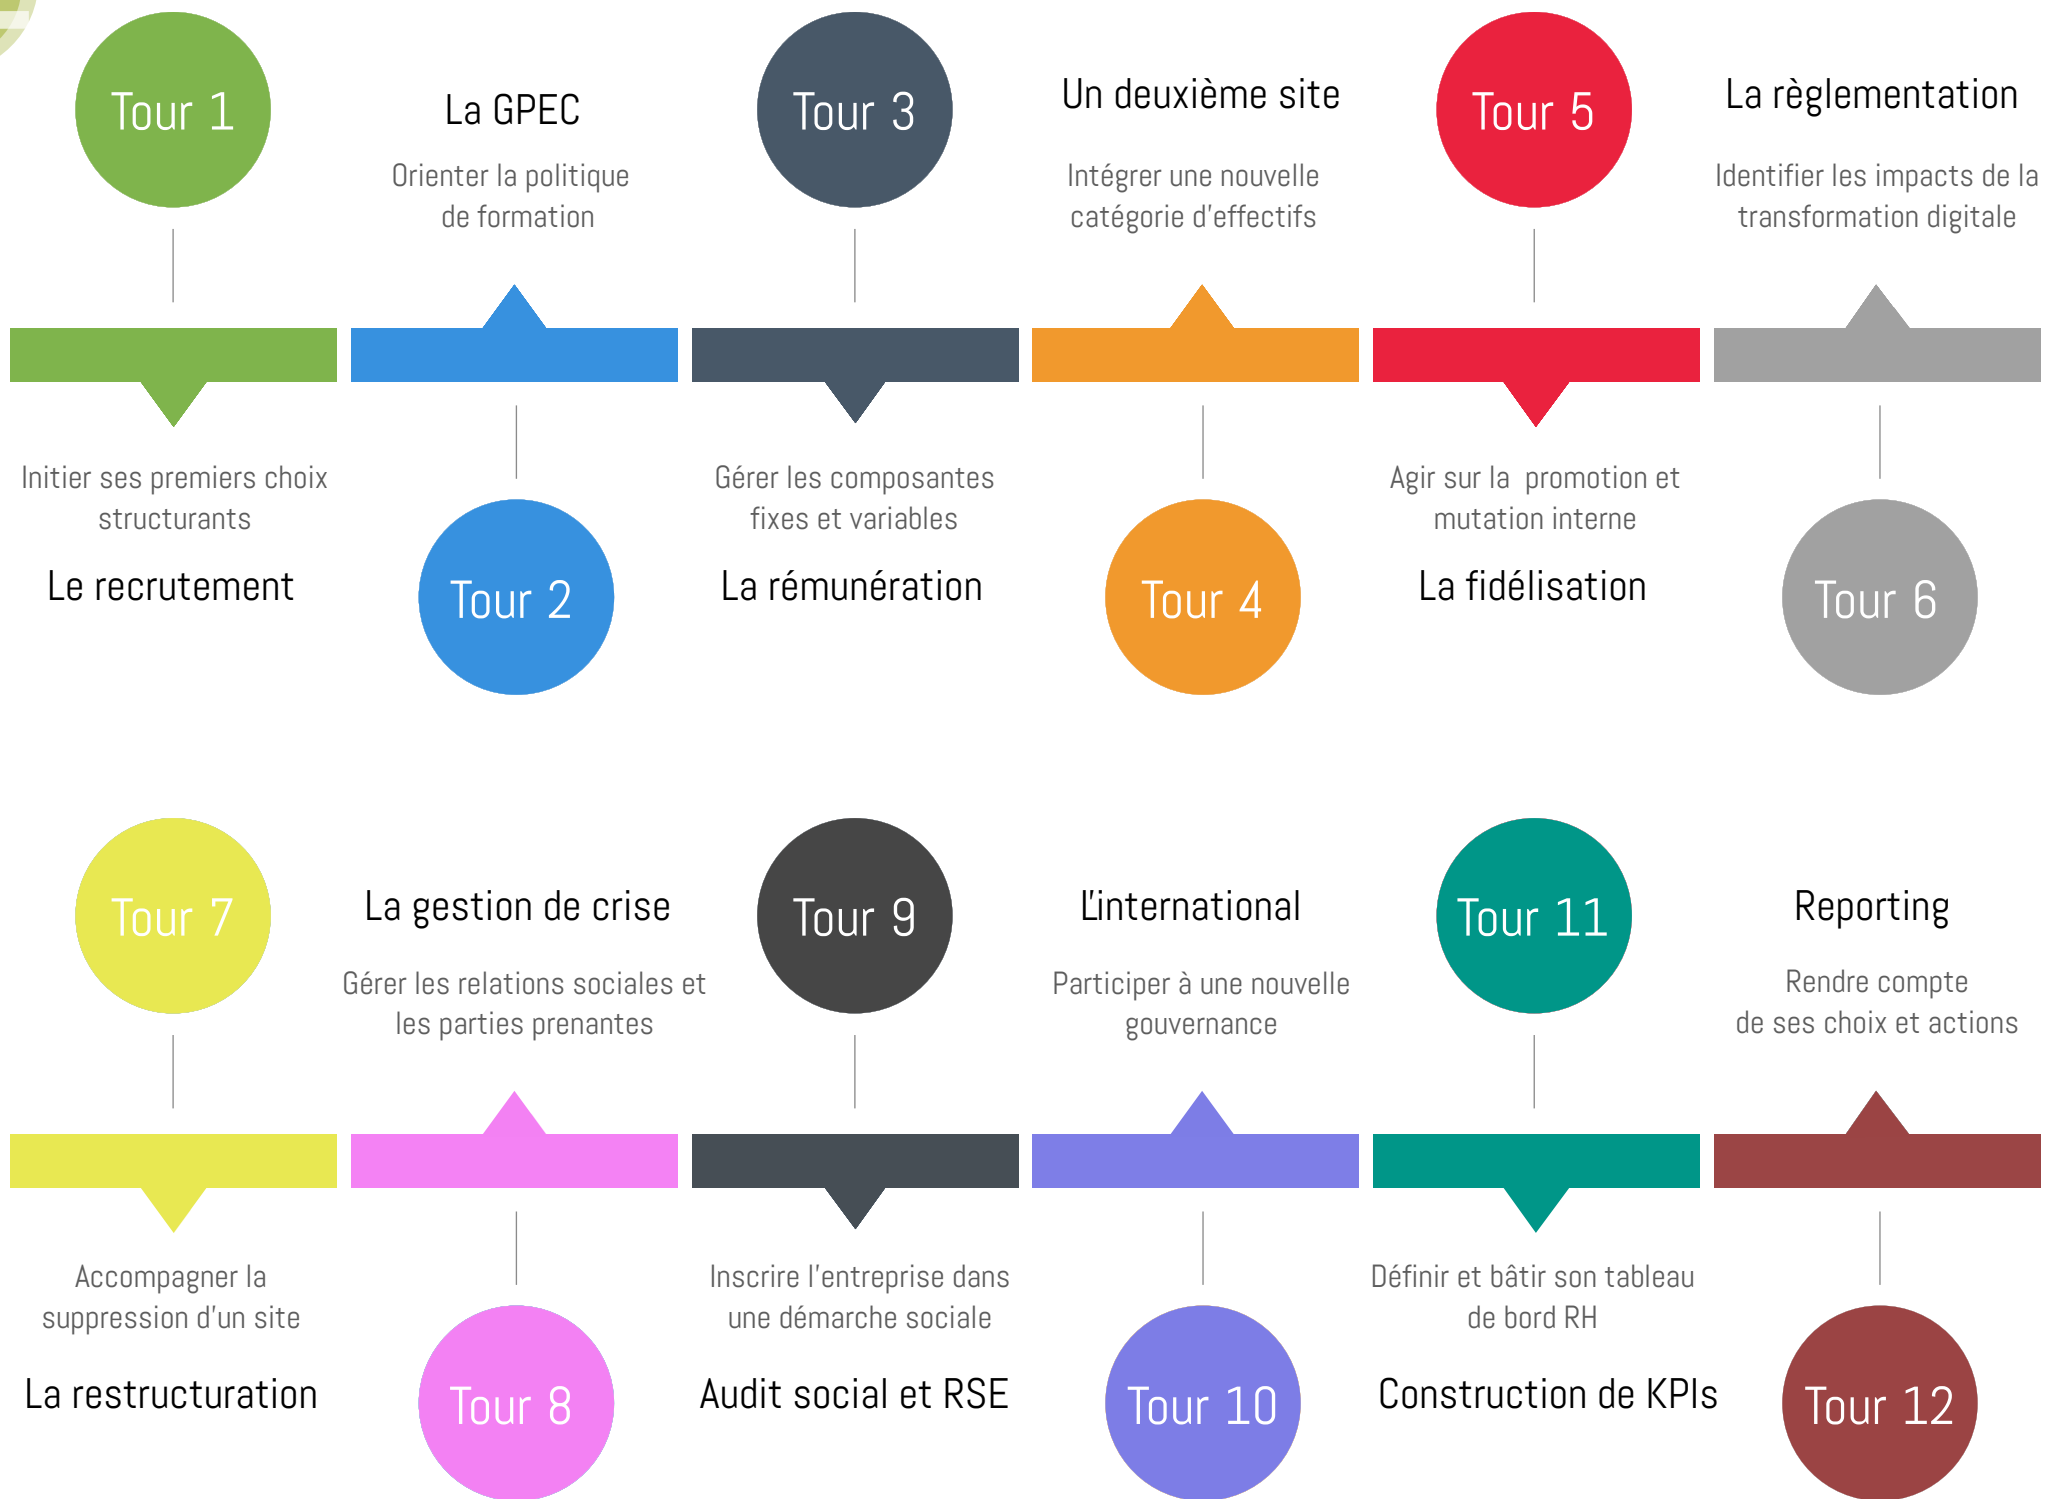 Tour 1
Initier ses premiers choix
structurants
Le recrutement
La GPEC
Orienter la politique
de formation
Tour 2
Tour 3
Gérer les composantes
fixes et variables
La rémunération
Un deuxième site
Intégrer une nouvelle
catégorie d'effectifs
Tour 4
Tour 5
Agir sur la  promotion et
mutation interne
La fidélisation
La règlementation
Identifier les impacts de la
transformation digitale
Tour 6
Tour 7
Accompagner la
suppression d'un site
La restructuration
La gestion de crise
Gérer les relations sociales et
les parties prenantes
Tour 8
Tour 9
Inscrire l'entreprise dans
une démarche sociale
Audit social et RSE
L'international
Participer à une nouvelle
gouvernance
Tour 10
Tour 11
Définir et bâtir son tableau
de bord RH
Construction de KPIs
Reporting
Rendre compte
de ses choix et actions
Tour 12